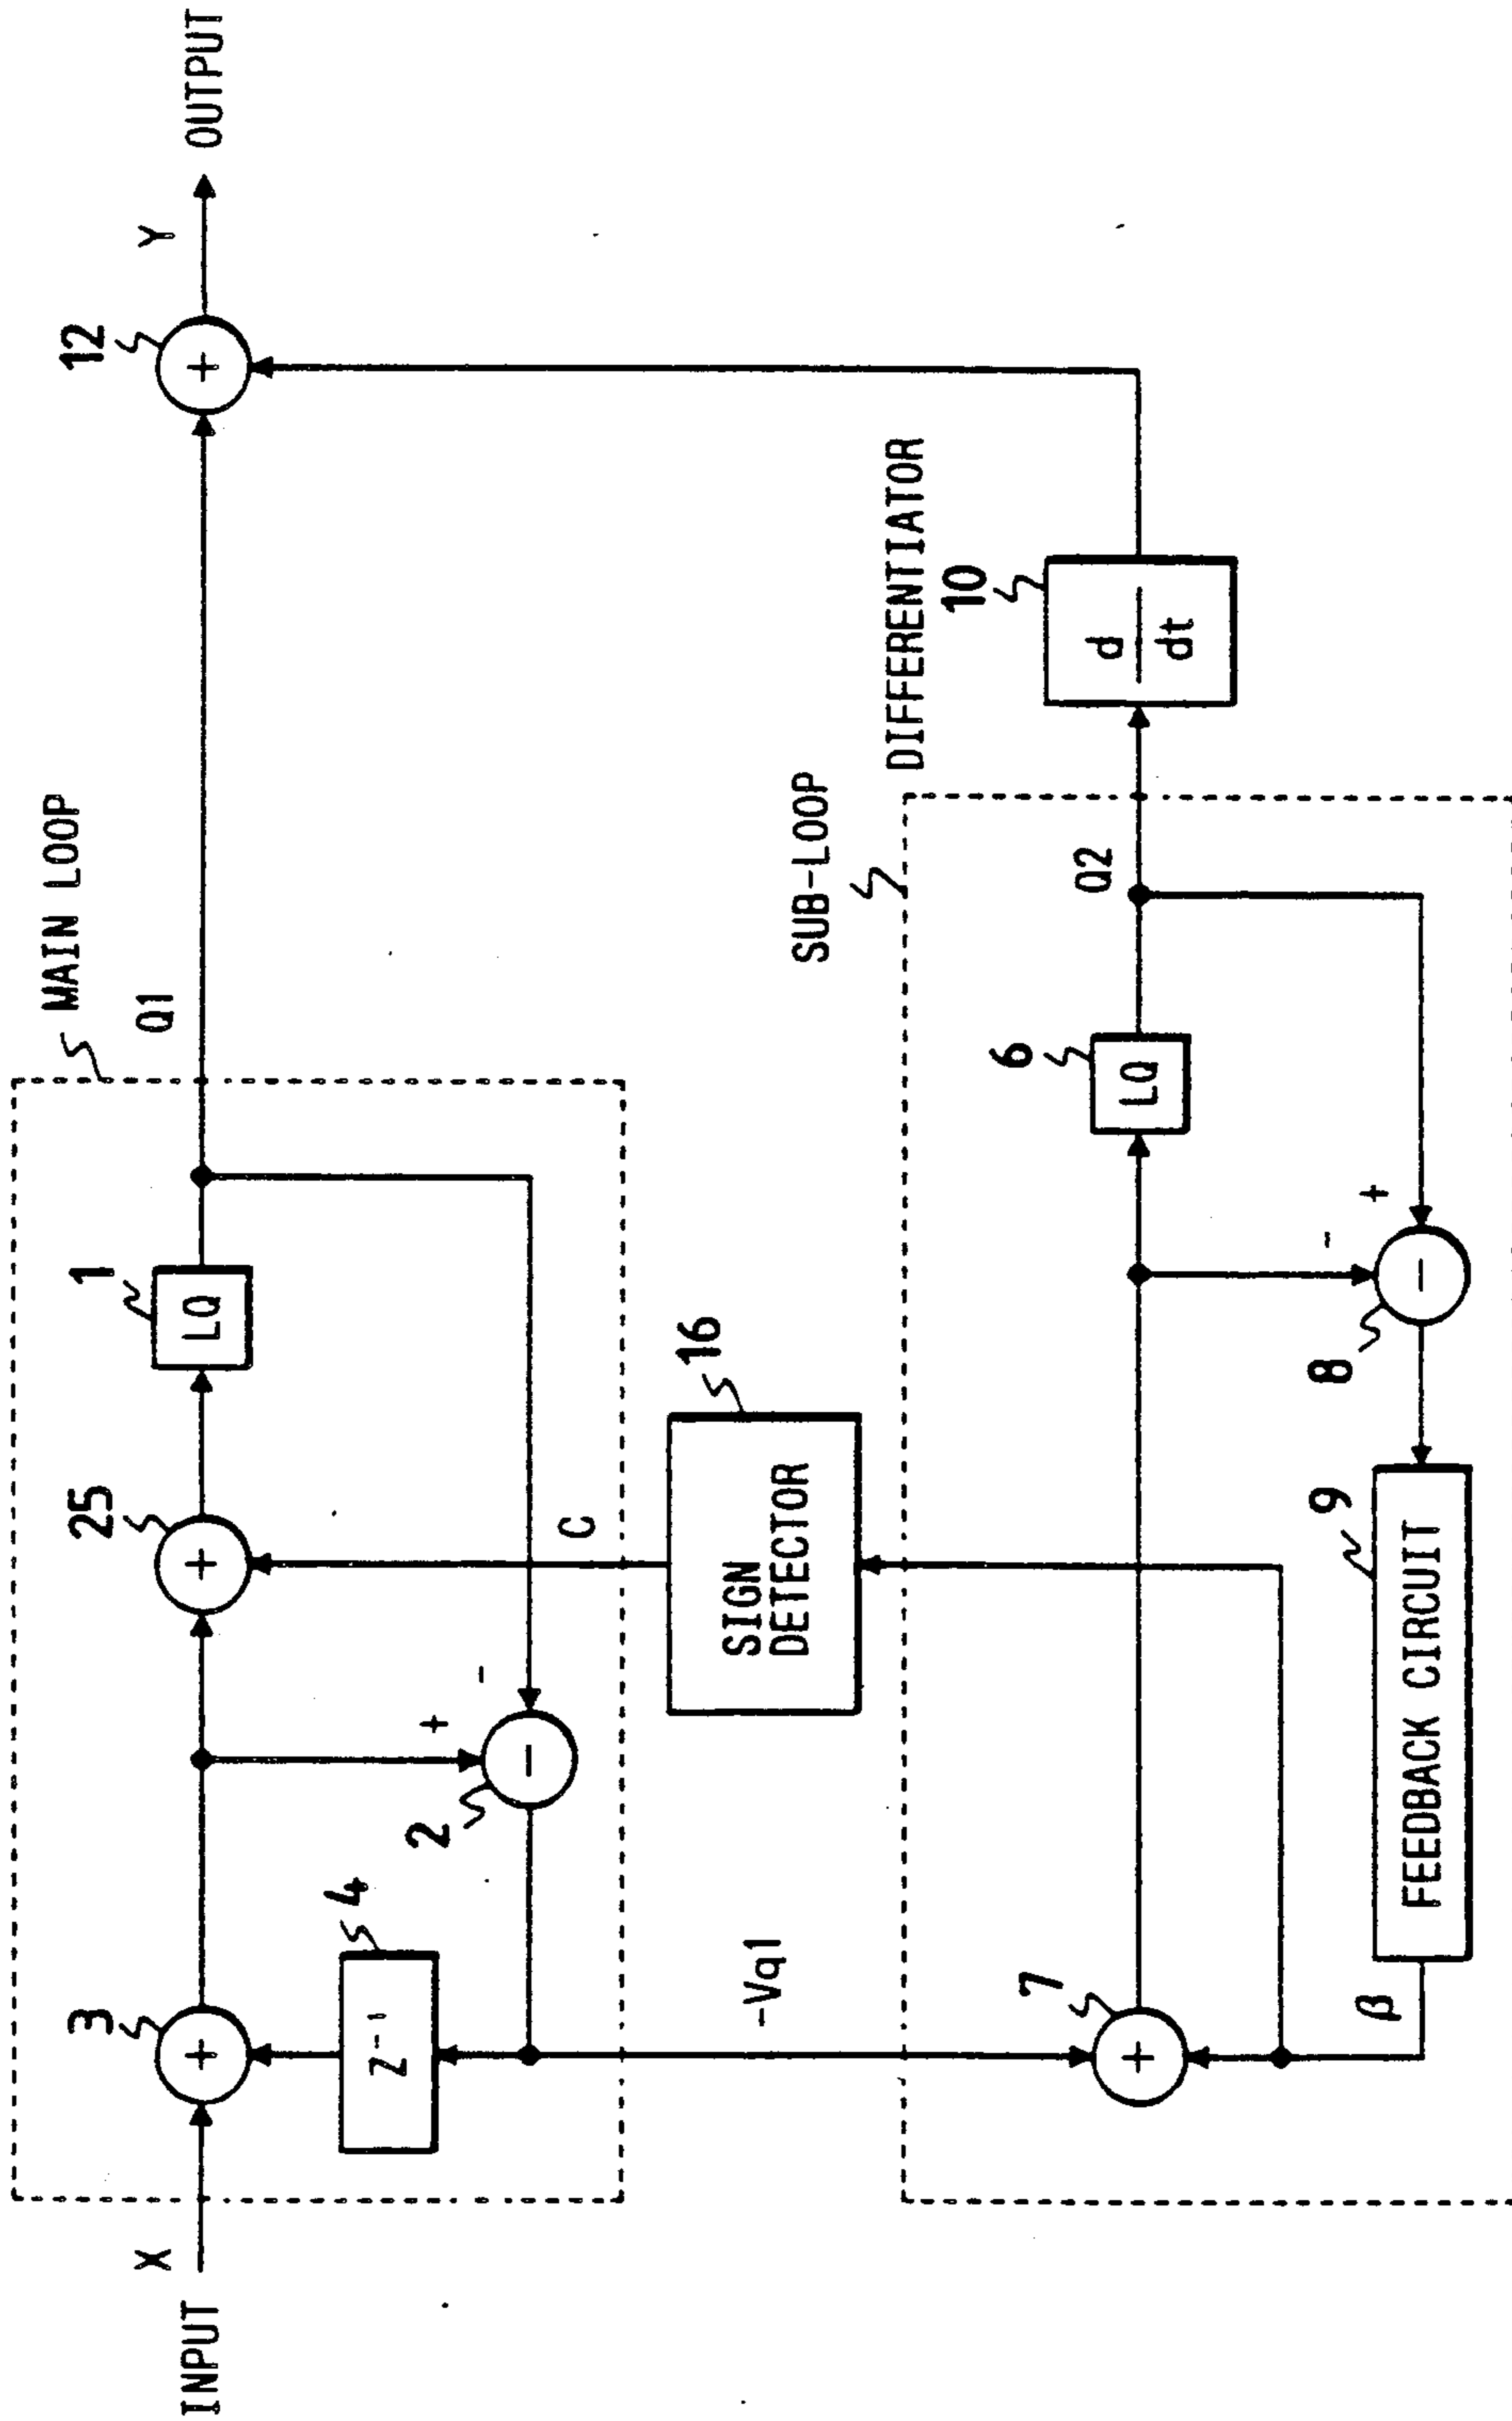 MAIN LOOP
INPUT
X
3
+
25
+
1
LQ
Q1
12
+
Y
OUTPUT
4
Z⁻¹
2
+
-
−
C
16
SIGN
DETECTOR
-Vq1
SUB-LOOP
DIFFERENTIATOR
7
+
6
LQ
Q2
10
d
dt
8
-
+
−
9
FEEDBACK CIRCUIT
β